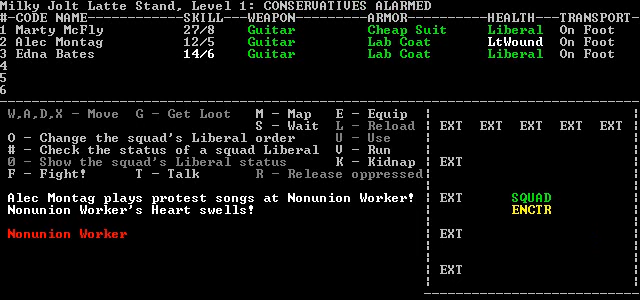 Milky Jolt Latte Stand, Level 1: CONSERVATIVES ALARMED
#-CODE NAME------------SKILL---WEAPON---------ARMOR----------HEALTH---TRANSPORT-
1 Marty McFly 27/8 Guitar Cheap Suit Liberal On Foot
2 Alec Montag 12/5 Guitar Lab Coat LtWound On Foot
3 Edna Bates 14/6 Guitar Lab Coat Liberal On Foot
4
5
6
W,A,D,X - Move G - Get Loot M - Map E - Equip
S - Wait L - Reload
O - Change the squad's Liberal order U - Use
# - Check the status of a squad Liberal V - Run
0 - Show the squad's Liberal status K - Kidnap
F - Fight! T - Talk R - Release oppressed
EXT EXT EXT EXT EXT
EXT
Alec Montag plays protest songs at Nonunion Worker!
Nonunion Worker's Heart swells!
EXT SQUAD
ENCTR
Nonunion Worker
EXT
EXT